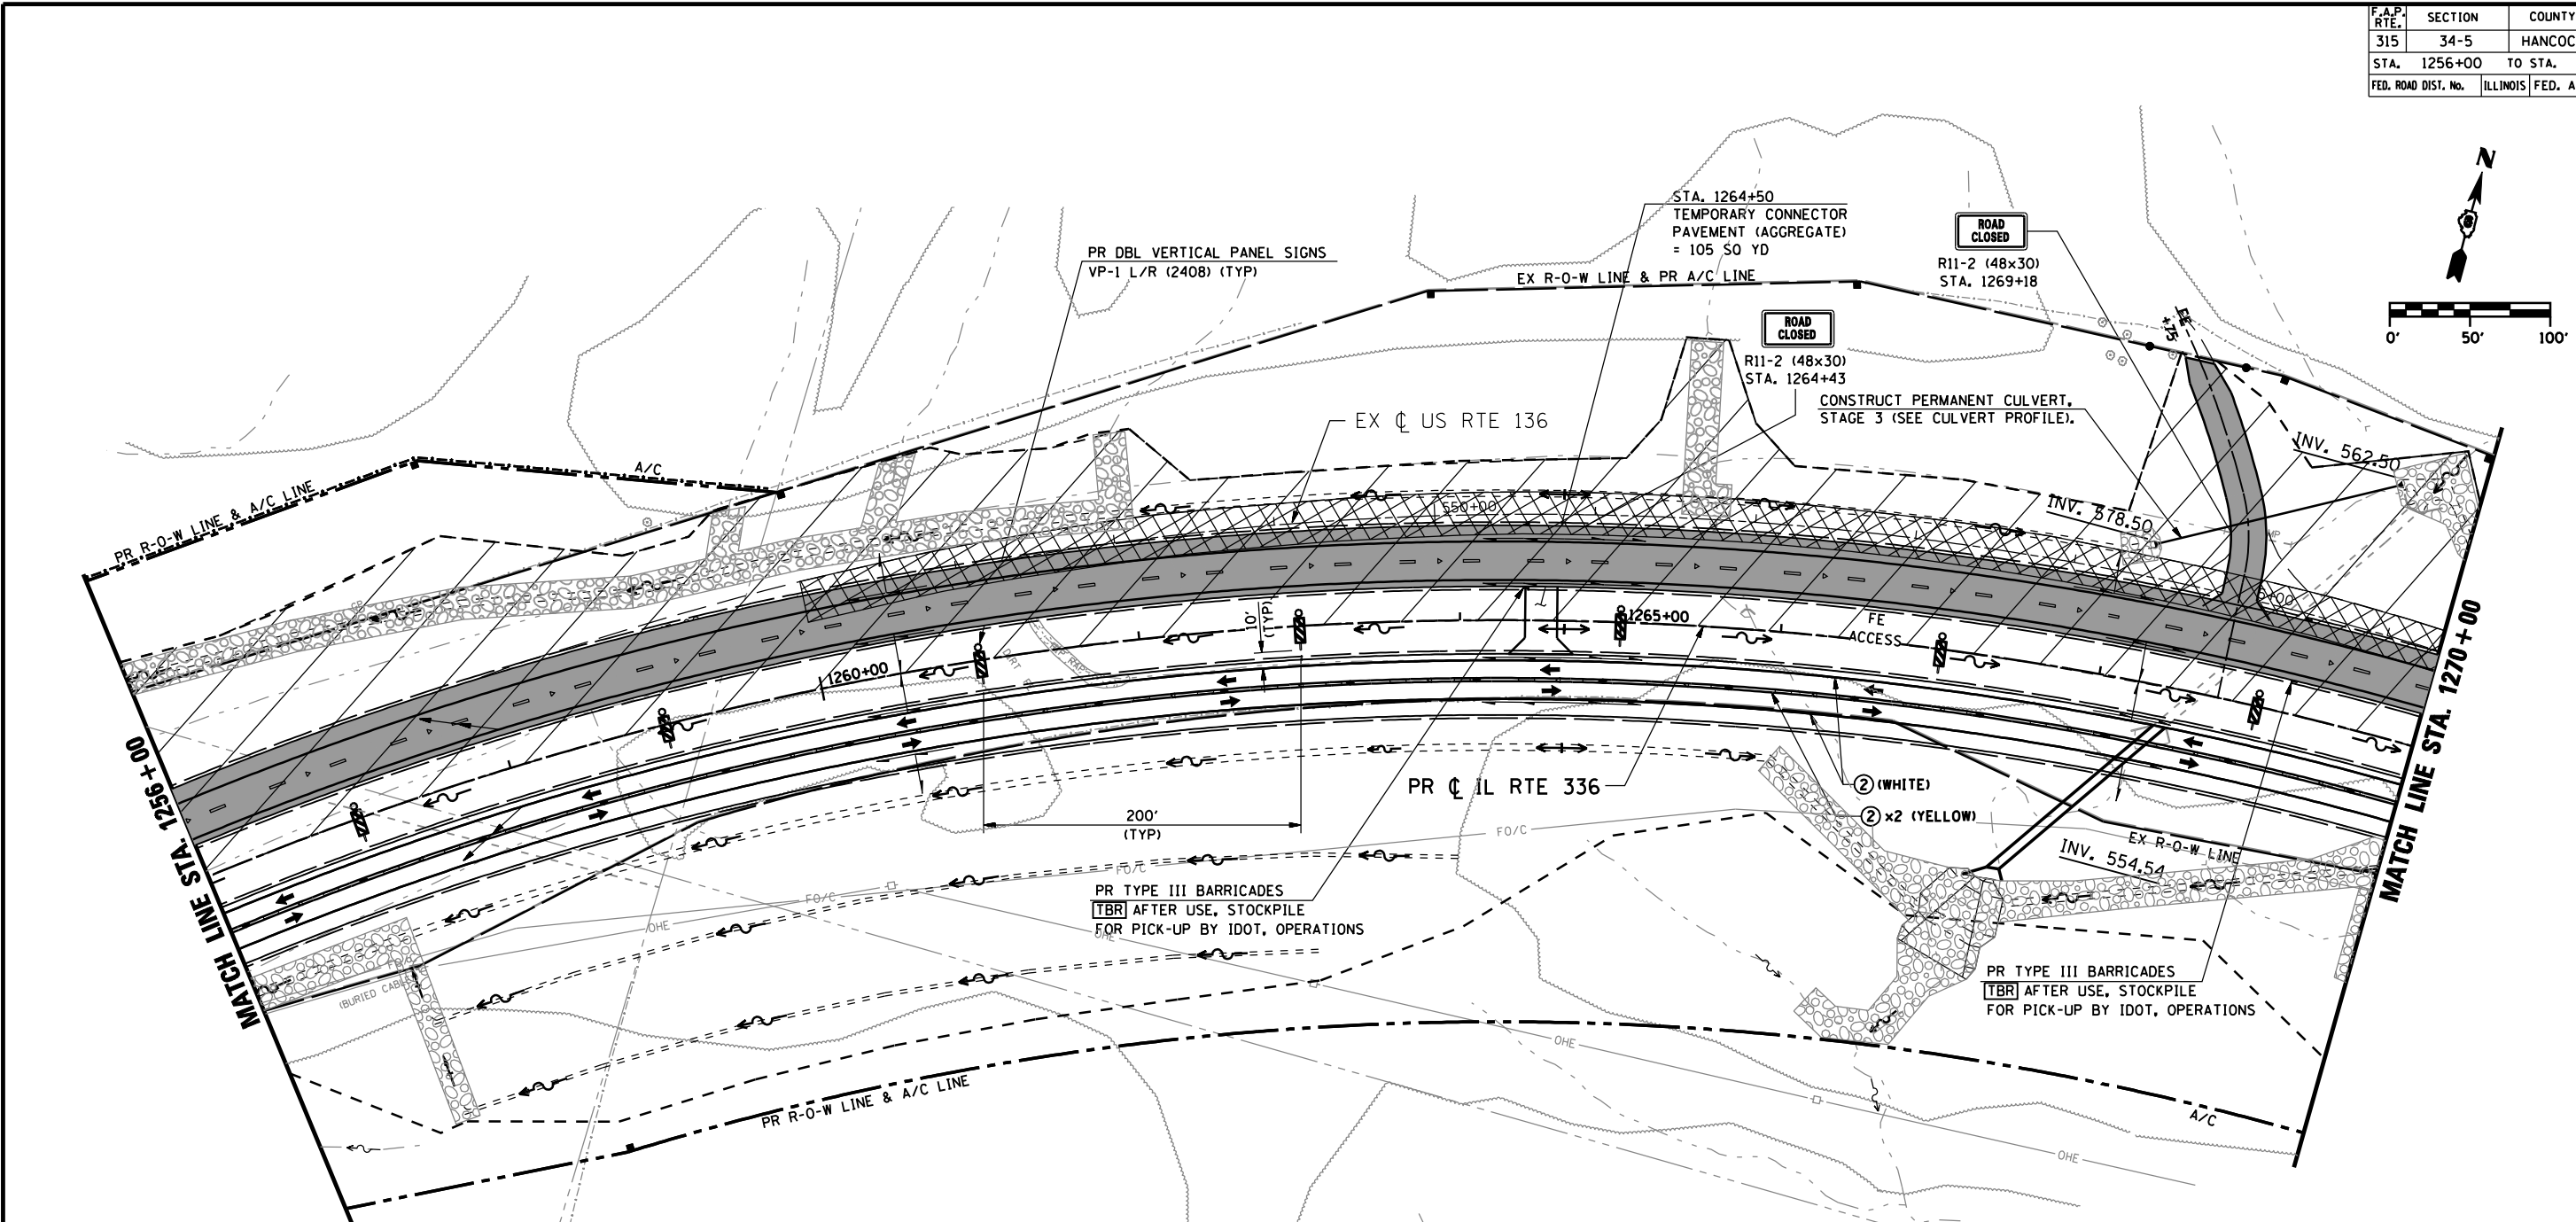 F.A.P. RTE.
SECTION
COUNTY
315
34-5
HANCOC
STA. 1256+00 TO STA.
FED. ROAD DIST. No.
ILLINOIS
FED. A
N
0' 50' 100'
STA. 1264+50
TEMPORARY CONNECTOR
PAVEMENT (AGGREGATE)
= 105 SQ YD
ROAD
CLOSED
R11-2 (48x30)
STA. 1269+18
PR DBL VERTICAL PANEL SIGNS
VP-1 L/R (2408) (TYP)
EX R-O-W LINE & PR A/C LINE
ROAD
CLOSED
R11-2 (48x30)
STA. 1264+43
FE
+75
CONSTRUCT PERMANENT CULVERT,
STAGE 3 (SEE CULVERT PROFILE).
EX ℄ US RTE 136
INV. 562.50
A/C
PR R-O-W LINE & A/C LINE
550+00
INV. 578.50
10'
(TYP)
1265+00
FE
ACCESS
DIRT
1260+00
MATCH LINE STA. 1256+00
MATCH LINE STA. 1270+00
PR ℄ IL RTE 336
2 (WHITE)
2 x2 (YELLOW)
200'
(TYP)
FO/C
EX R-O-W LINE
INV. 554.54
FO/C
FO/C
OHE
OHE
PR TYPE III BARRICADES
TBR AFTER USE, STOCKPILE
FOR PICK-UP BY IDOT, OPERATIONS
(BURIED CABLE)
PR TYPE III BARRICADES
TBR AFTER USE, STOCKPILE
FOR PICK-UP BY IDOT, OPERATIONS
OHE
PR R-O-W LINE & A/C LINE
A/C
OHE